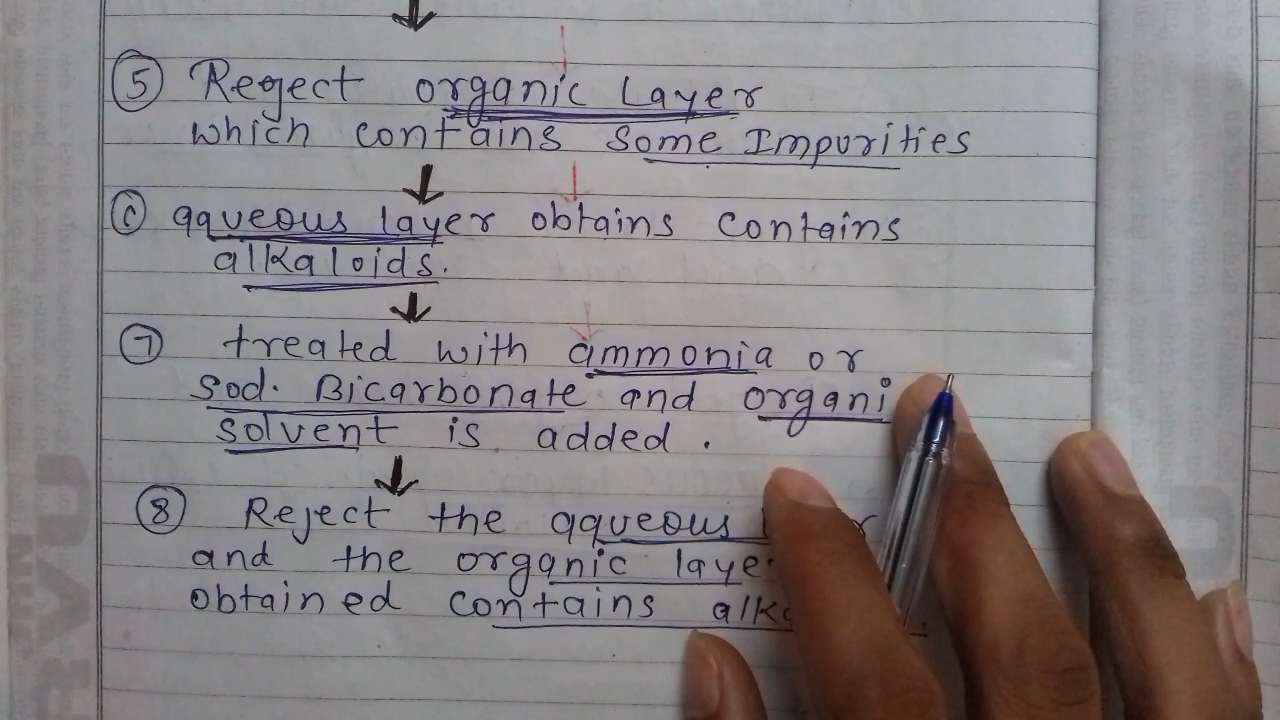 ⑤ Reject organic Layer
which contains Some Impurities
⑥ aqueous layer obtains contains
alkaloids.
⑦ treated with ammonia or
Sod. Bicarbonate and organi
solvent is added.
⑧ Reject the aqueous
and the organic laye
obtained contains alka